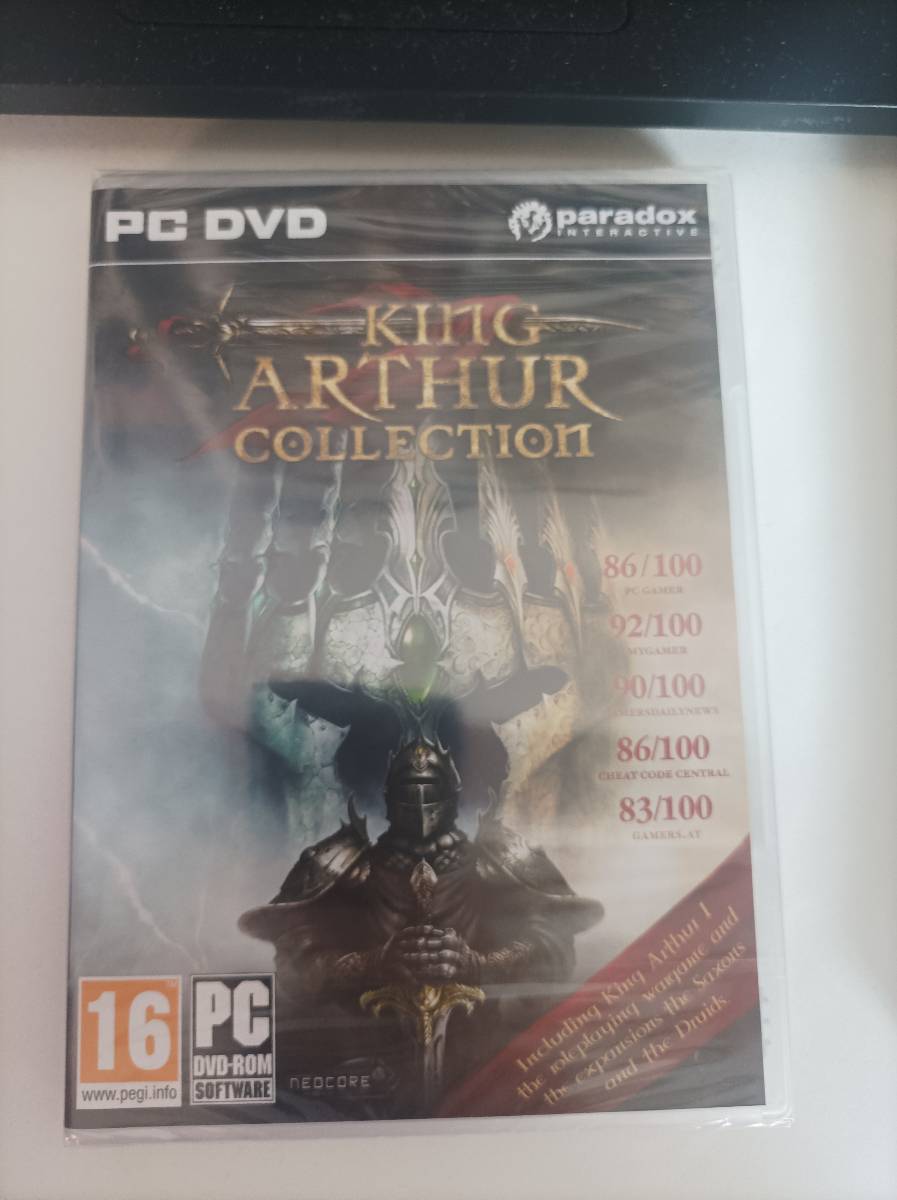 PC DVD
paradox
INTERACTIVE
KING
ARTHUR
COLLECTION
86/100
PC GAMER
92/100
MYGAMER
90/100
86/100
CHEAT CODE CENTRAL
83/100
GAMERS.AT
Including King Arthur I
the roleplaying wargame and
the expansions the Saxons
and the Druids
16
www.pegi.info
PC
DVD-ROM
SOFTWARE
NEOCORE